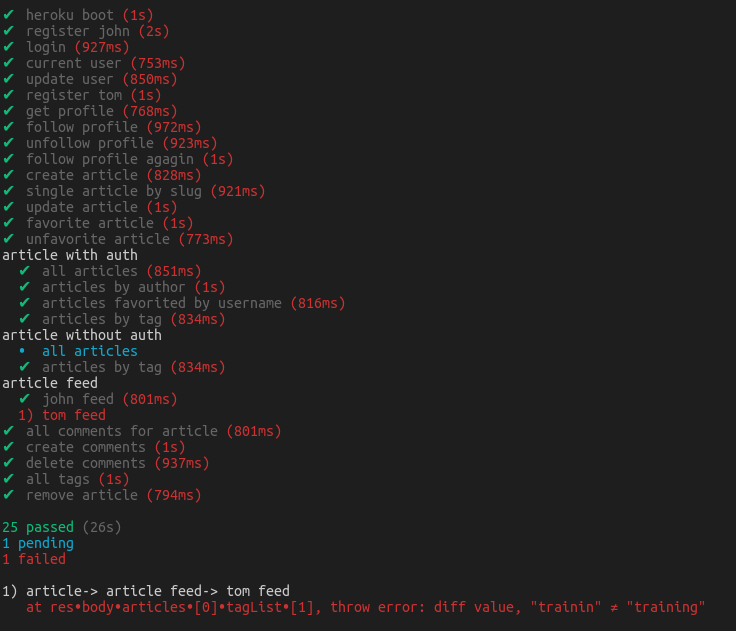 ✔ heroku boot (1s)
✔ register john (2s)
✔ login (927ms)
✔ current user (753ms)
✔ update user (850ms)
✔ register tom (1s)
✔ get profile (768ms)
✔ follow profile (972ms)
✔ unfollow profile (923ms)
✔ follow profile agagin (1s)
✔ create article (828ms)
✔ single article by slug (921ms)
✔ update article (1s)
✔ favorite article (1s)
✔ unfavorite article (773ms)
article with auth
✔ all articles (851ms)
✔ articles by author (1s)
✔ articles favorited by username (816ms)
✔ articles by tag (834ms)
article without auth
• all articles
✔ articles by tag (834ms)
article feed
✔ john feed (801ms)
1) tom feed
✔ all comments for article (801ms)
✔ create comments (1s)
✔ delete comments (937ms)
✔ all tags (1s)
✔ remove article (794ms)
25 passed (26s)
1 pending
1 failed
1) article-> article feed-> tom feed
at res•body•articles•[0]•tagList•[1], throw error: diff value, "trainin" ≠ "training"